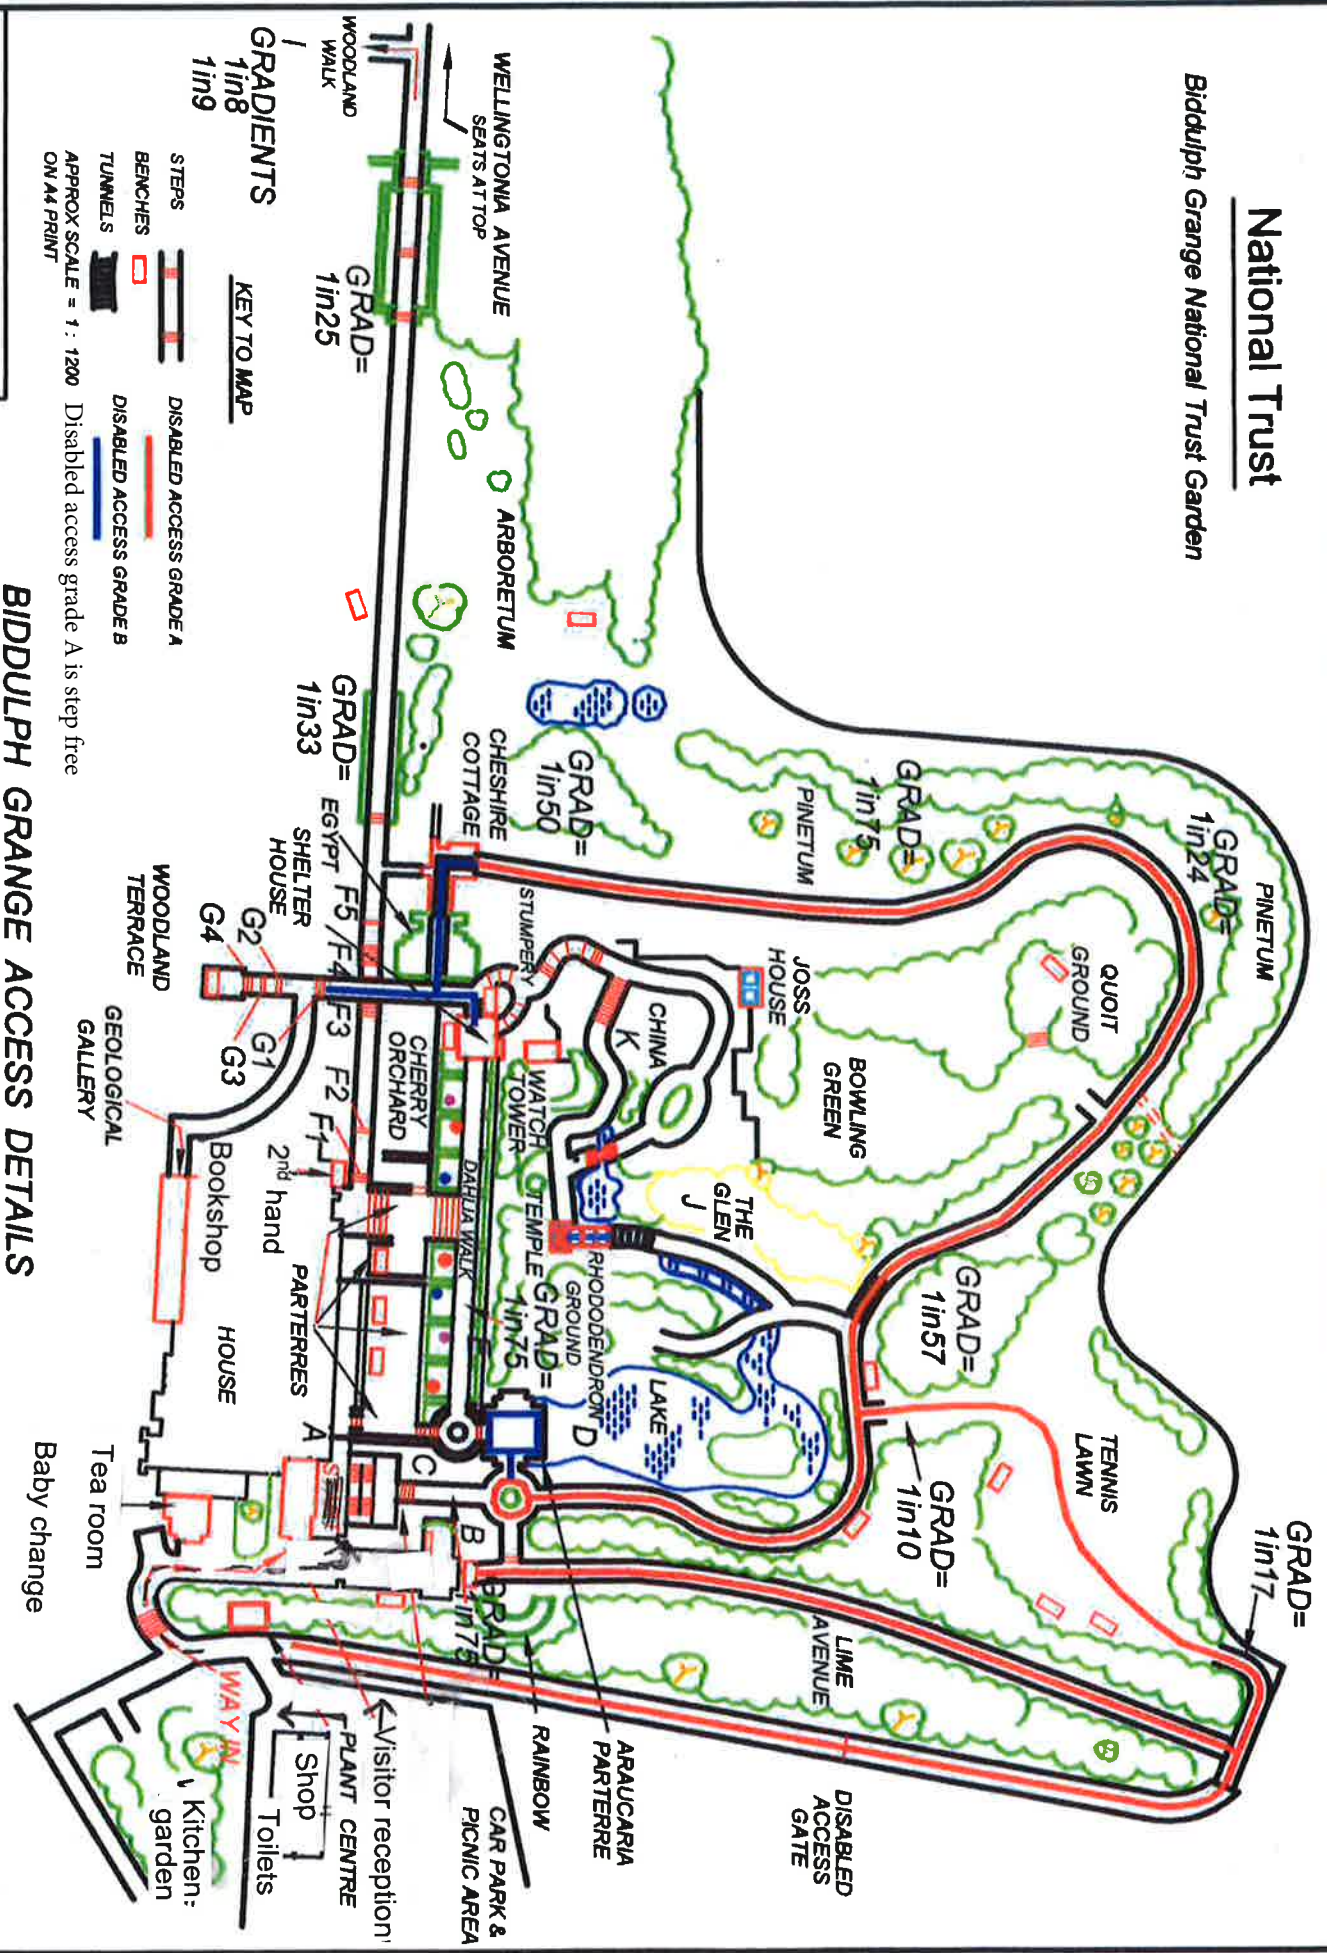 National Trust
Biddulph Grange National Trust Garden
GRAD=
1in17
PINETUM
GRAD=
1in24
QUOIT
GROUND
TENNIS
LAWN
GRAD=
1in75
PINETUM
GRAD=
1in57
GRAD=
1in10
BOWLING
GREEN
JOSS
HOUSE
THE
GLEN
J
LIME
AVENUE
DISABLED
ACCESS
GATE
CHINA
K
LAKE
RHODODENDRON
GROUND
D
GRAD=
1in50
ARAUCARIA
PARTERRE
WELLINGTONIA AVENUE
SEATS AT TOP
ARBORETUM
CHESHIRE
COTTAGE
STUMPERY
WATCH
TOWER
TEMPLE
GRAD=
1in75
RAINBOW
DAHLIA WALK
E
GRAD=
1in75
B
CAR PARK &
PICNIC AREA
CHERRY
ORCHARD
C
WOODLAND
WALK
GRAD=
1in25
GRAD=
1in33
EGYPT
SHELTER
HOUSE
F5
F4
F3
F2
F1
A
S
PARTERRES
Visitor reception
PLANT CENTRE
Shop
Toilets
GRADIENTS
1in8
1in9
I
G2
G4
G1
G3
2nd hand
Bookshop
HOUSE
WAY IN
Kitchen
garden
WOODLAND
TERRACE
GEOLOGICAL
GALLERY
Tea room
Baby change
KEY TO MAP
STEPS
BENCHES
TUNNELS
DISABLED ACCESS GRADE A
DISABLED ACCESS GRADE B
APPROX SCALE = 1 : 1200
ON A4 PRINT
Disabled access grade A is step free
BIDDULPH GRANGE ACCESS DETAILS